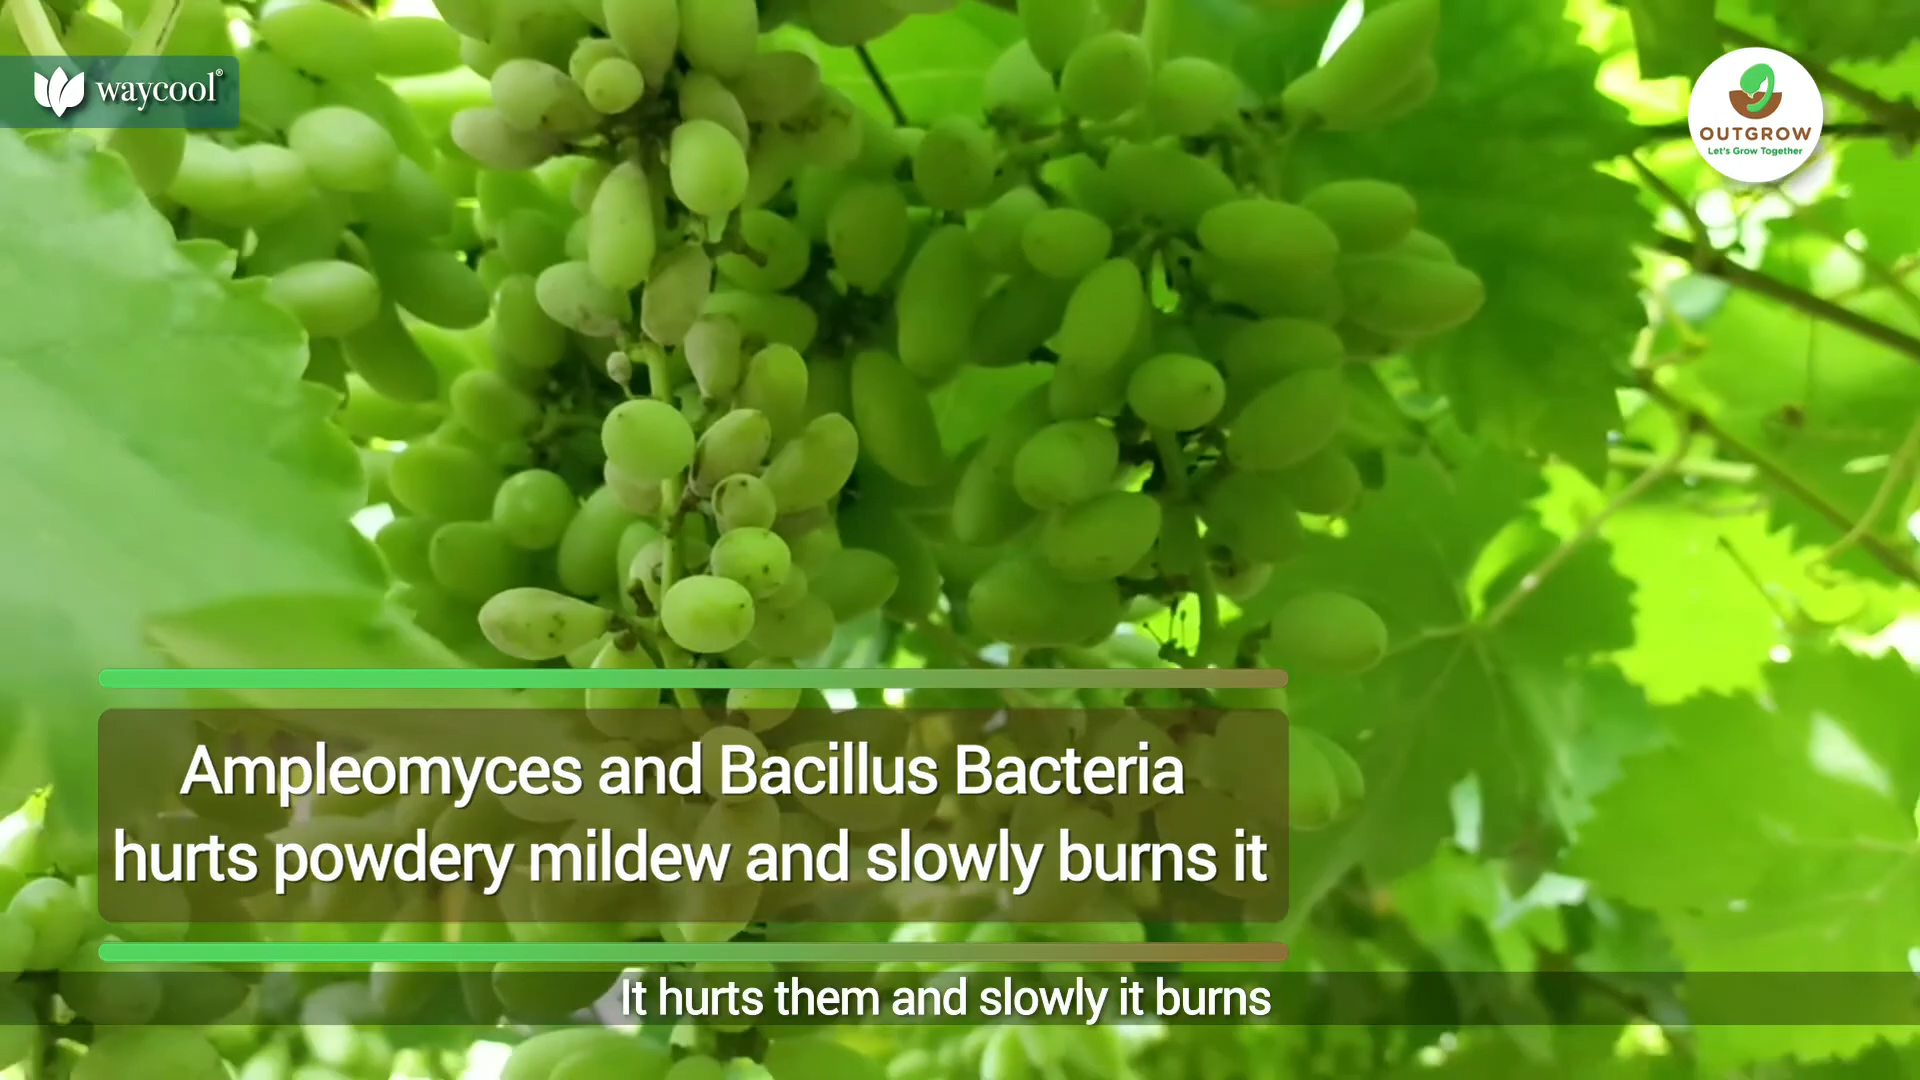 waycool®
OUTGROW
Let's Grow Together
Ampleomyces and Bacillus Bacteria
hurts powdery mildew and slowly burns it
It hurts them and slowly it burns